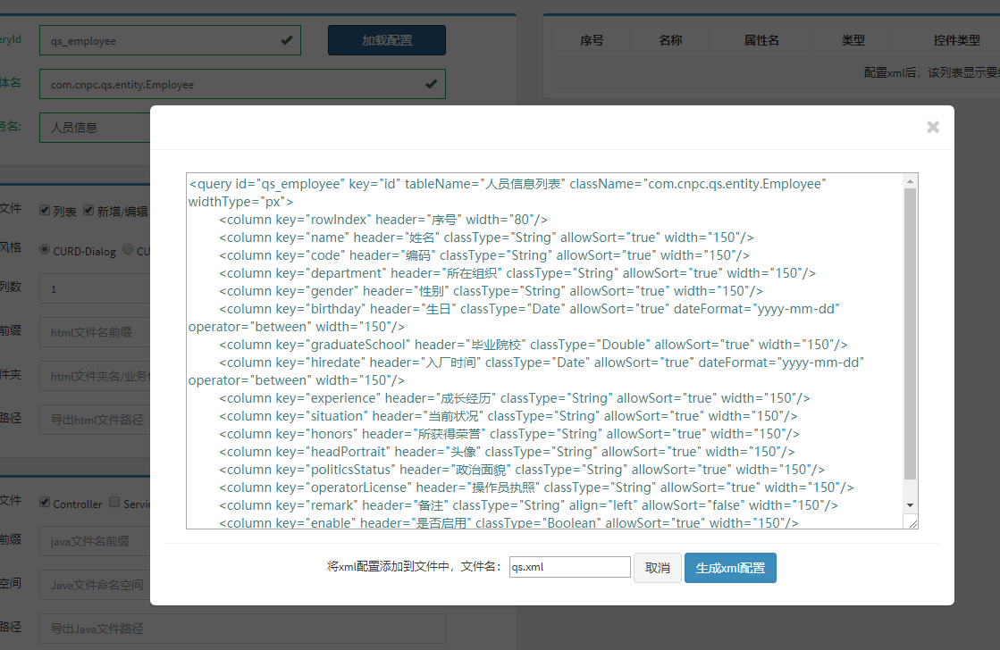 eryId
qs_employee
加载配置
体名
com.cnpc.qs.entity.Employee
务名:
人员信息
序号 名称 属性名 类型 控件类型
配置xml后，该列表显示要
<query id="qs_employee" key="id" tableName="人员信息列表" className="com.cnpc.qs.entity.Employee"
widthType="px">
<column key="rowIndex" header="序号" width="80"/>
<column key="name" header="姓名" classType="String" allowSort="true" width="150"/>
<column key="code" header="编码" classType="String" allowSort="true" width="150"/>
<column key="department" header="所在组织" classType="String" allowSort="true" width="150"/>
<column key="gender" header="性别" classType="String" allowSort="true" width="150"/>
<column key="birthday" header="生日" classType="Date" allowSort="true" dateFormat="yyyy-mm-dd"
operator="between" width="150"/>
<column key="graduateSchool" header="毕业院校" classType="Double" allowSort="true" width="150"/>
<column key="hiredate" header="入厂时间" classType="Date" allowSort="true" dateFormat="yyyy-mm-dd"
operator="between" width="150"/>
<column key="experience" header="成长经历" classType="String" allowSort="true" width="150"/>
<column key="situation" header="当前状况" classType="String" allowSort="true" width="150"/>
<column key="honors" header="所获得荣誉" classType="String" allowSort="true" width="150"/>
<column key="headPortrait" header="头像" classType="String" allowSort="true" width="150"/>
<column key="politicsStatus" header="政治面貌" classType="String" allowSort="true" width="150"/>
<column key="operatorLicense" header="操作员执照" classType="String" allowSort="true" width="150"/>
<column key="remark" header="备注" classType="String" align="left" allowSort="false" width="150"/>
<column key="enable" header="是否启用" classType="Boolean" allowSort="true" width="150"/>
将xml配置添加到文件中，文件名： qs.xml 取消 生成xml配置
文件 列表 新增/编辑
风格 CURD-Dialog CU
列数 1
前缀 html文件名前缀
件夹 html文件夹名/业务
路径 导出html文件路径
文件 Controller Servic
前缀 java文件名前缀
空间 Java文件命名空间
路径 导出Java文件路径